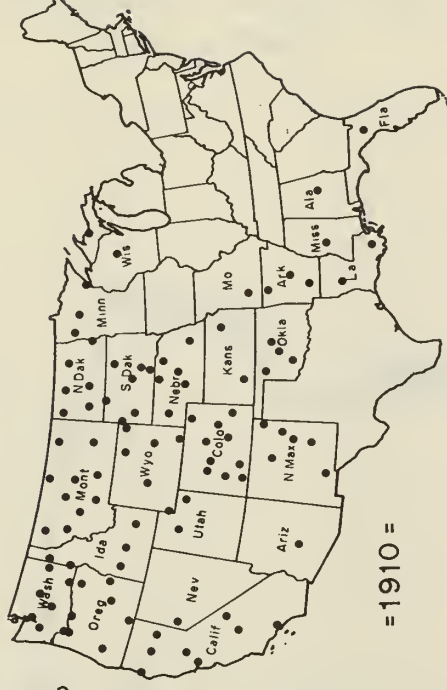 Wash
Mont
N Dak
Minn
Wis
Oreg
Ida
Wyo
S Dak
Nebr
Nev
Utah
Colo
Kans
Mo
Calif
Ariz
N Max
Okla
Ark
Miss
Ala
La
Fla
=1910=